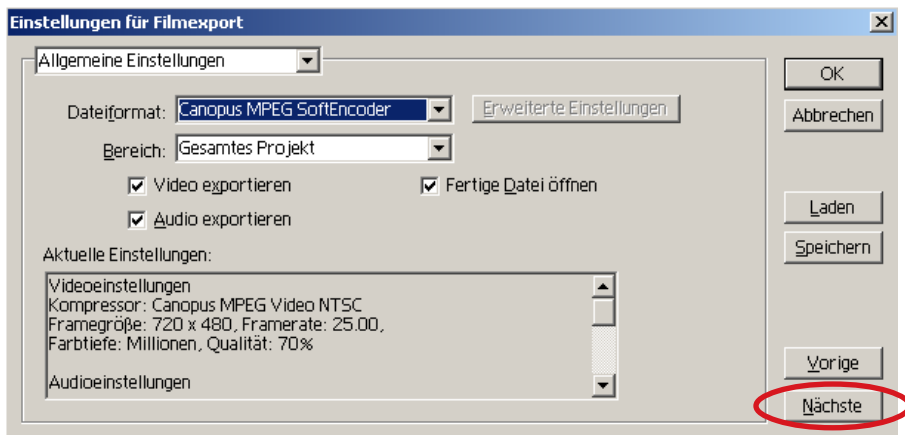 Einstellungen für Filmexport
Allgemeine Einstellungen
OK
Dateiformat: Canopus MPEG SoftEncoder Erweiterte Einstellungen
Abbrechen
Bereich: Gesamtes Projekt
Video exportieren Fertige Datei öffnen
Audio exportieren
Laden
Speichern
Aktuelle Einstellungen:
Videoeinstellungen
Kompressor: Canopus MPEG Video NTSC
Framegröße: 720 x 480, Framerate: 25.00,
Farbtiefe: Millionen, Qualität: 70%
Audioeinstellungen
Vorige
Nächste